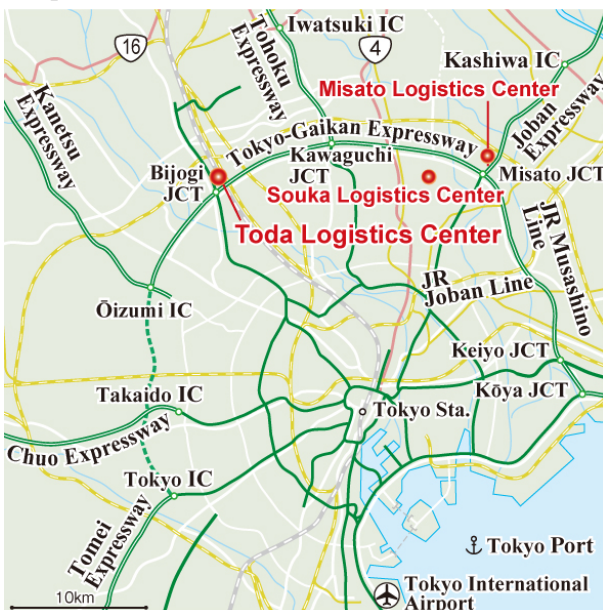 16
Tohoku
Expressway
Iwatsuki IC
4
Kashiwa IC
Kanetsu
Expressway
Misato Logistics Center
Joban
Expressway
Tokyo-Gaikan Expressway
Bijogi
JCT
Kawaguchi
JCT
Misato JCT
Souka Logistics Center
Toda Logistics Center
JR Musashino
Line
JR
Joban Line
Ōizumi IC
Keiyo JCT
Takaido IC
Kōya JCT
Tokyo Sta.
Chuo Expressway
Tokyo IC
Tomei
Expressway
Tokyo Port
10km
Tokyo International
Airport